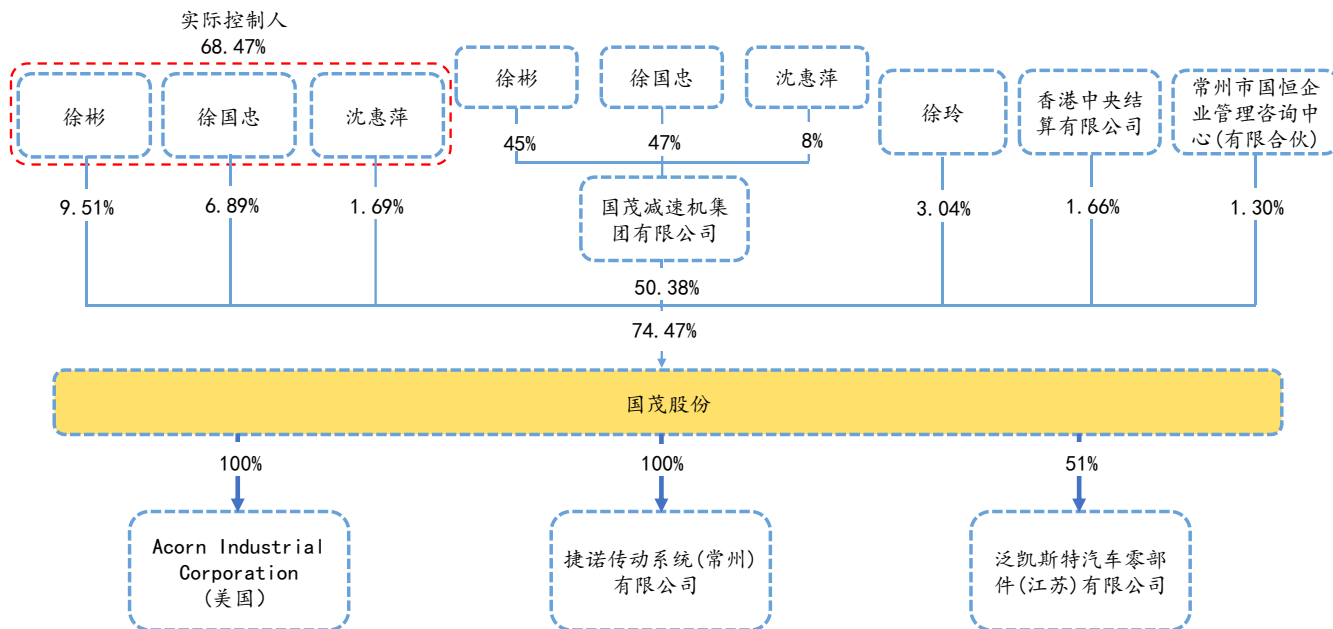 实际控制人
68.47%
徐彬
徐国忠
沈惠萍
徐彬
徐国忠
沈惠萍
徐玲
香港中央结
算有限公司
常州市国恒企
业管理咨询中
心(有限合伙)
45%
47%
8%
9.51%
6.89%
1.69%
国茂减速机集
团有限公司
3.04%
1.66%
1.30%
50.38%
74.47%
国茂股份
100%
100%
51%
Acorn Industrial
Corporation
(美国)
捷诺传动系统(常州)
有限公司
泛凯斯特汽车零部
件(江苏)有限公司